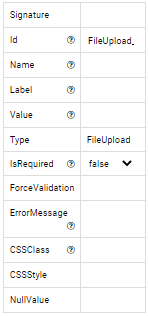 Signature
Id FileUpload_
Name
Label
Value
Type FileUpload
IsRequired false
ForceValidation
ErrorMessage
CSSClass
CSSStyle
NullValue